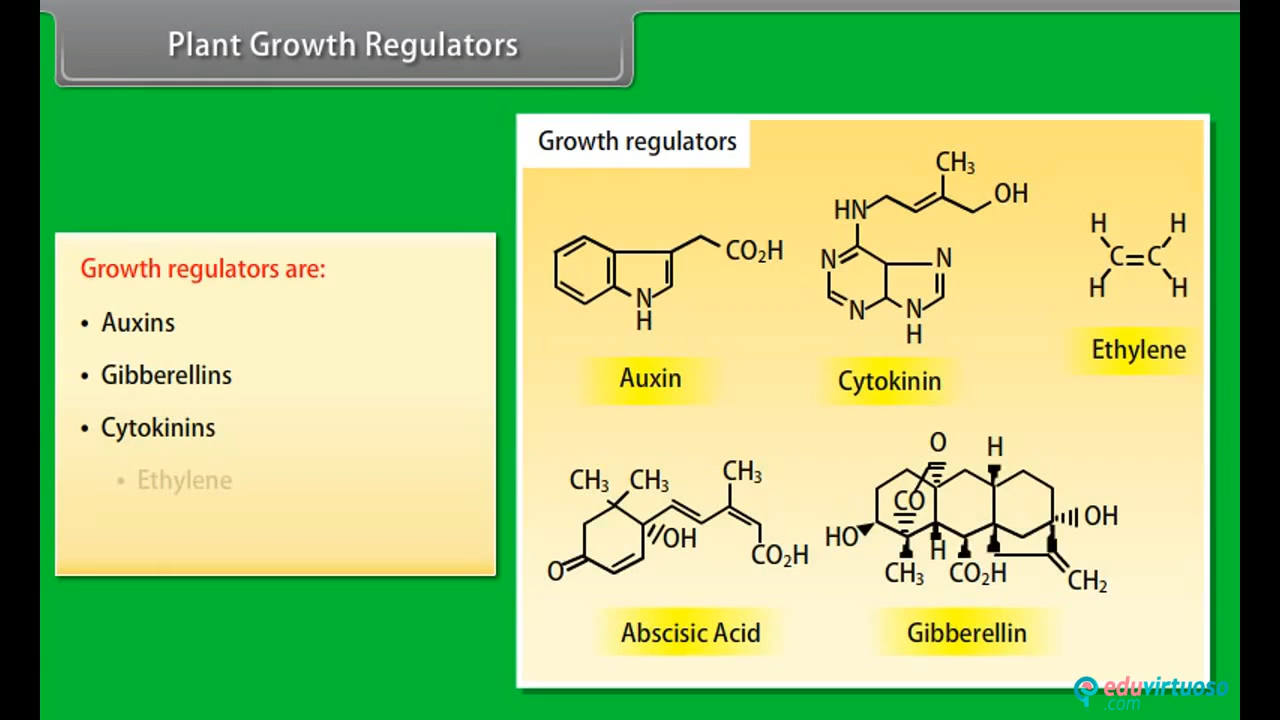 Plant Growth Regulators
Growth regulators are:
• Auxins
• Gibberellins
• Cytokinins
• Ethylene
Growth regulators
CO₂H
N
H
Auxin
CH₃
OH
HN
N
N
N
N
H
Cytokinin
H H
C=C
H H
Ethylene
CH₃ CH₃ CH₃
OH
CO₂H
O
Abscisic Acid
O H
CO
HO OH
H
CH₃ CO₂H CH₂
Gibberellin
eduvirtuoso
.com